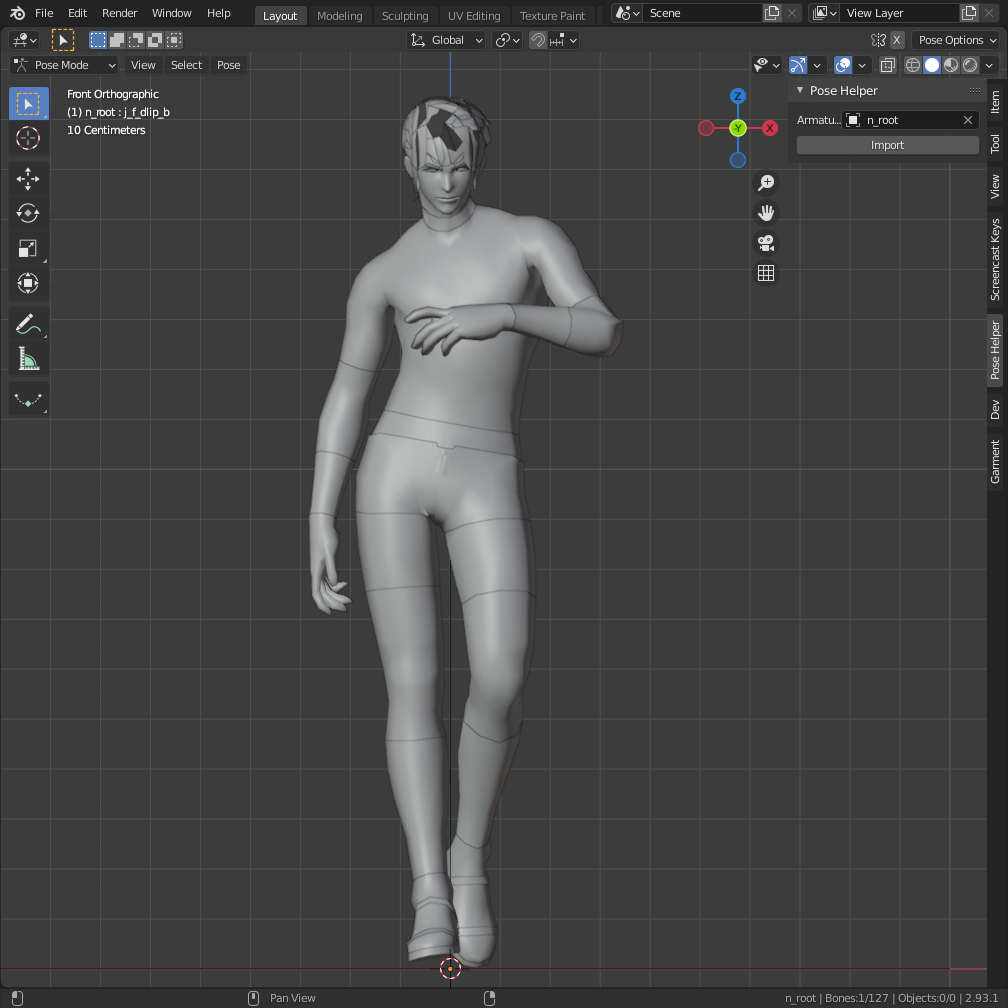 File Edit Render Window Help Layout Modeling Sculpting UV Editing Texture Paint Scene View Layer
Global X Pose Options
Pose Mode View Select Pose
Front Orthographic
(1) n_root : j_f_dlip_b
10 Centimeters
Z
Y
X
Pose Helper
Armatu... n_root
Import
Item
Tool
View
Screencast Keys
Pose Helper
Dev
Garment
Pan View n_root | Bones:1/127 | Objects:0/0 | 2.93.1